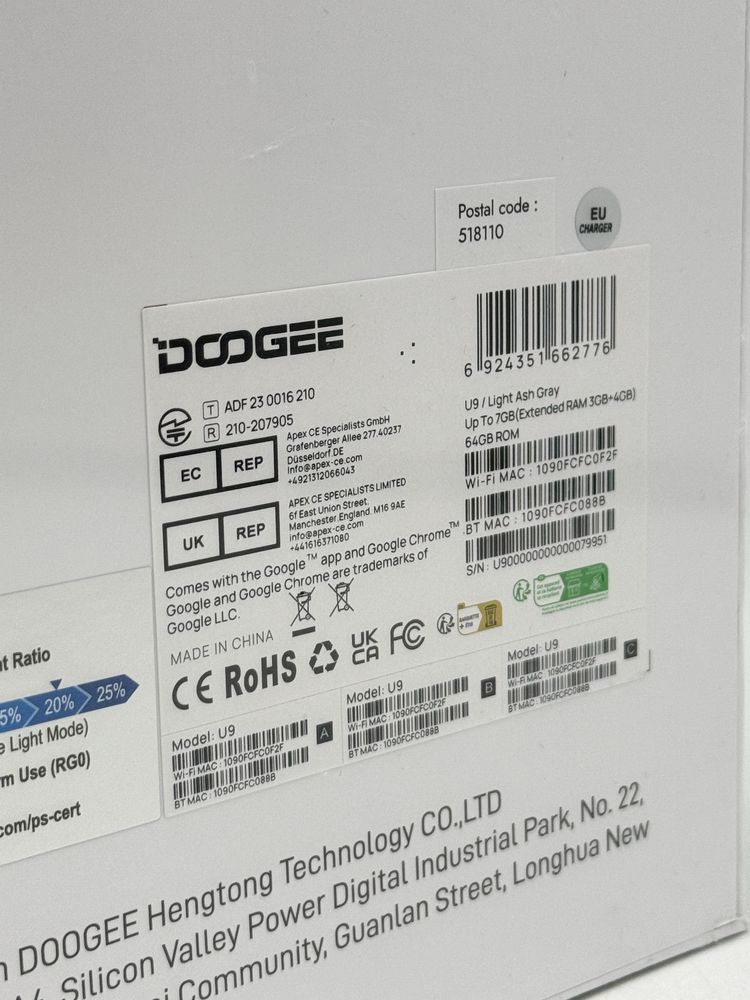 Postal code :
518110
EU
CHARGER
DOOGEE
T ADF 23 0016 210
R 210-207905
6 924351 662776
U9 / Light Ash Gray
Up To 7GB(Extended RAM 3GB+4GB)
64GB ROM
Wi-Fi MAC : 1090FCFC0F2F
BT MAC : 1090FCFC088B
S/N : U90000000000079951
EC REP
Apex CE Specialists GmbH
Grafenberger Allee 277,40237
Düsseldorf,DE
Info@apex-ce.com
+4921312066043
UK REP
APEX CE SPECIALISTS LIMITED
6f East Union Street,
Manchester,England, M16 9AE
info@apex-ce.com
+441616371080
Comes with the Google™ app and Google Chrome™.
Google and Google Chrome are trademarks of
Google LLC.
MADE IN CHINA
CE RoHS UK CA FC
Model: U9
Wi-Fi MAC : 1090FCFC0F2F
BT MAC : 1090FCFC088B
A
Model: U9
Wi-Fi MAC : 1090FCFC0F2F
BT MAC : 1090FCFC088B
B
Model: U9
Wi-Fi MAC : 1090FCFC0F2F
BT MAC : 1090FCFC088B
C
Ratio
5% 20% 25%
Light Mode)
Use (RG0)
com/ps-cert
DOOGEE Hengtong Technology CO.,LTD
Silicon Valley Power Digital Industrial Park, No. 22,
Community, Guanlan Street, Longhua New